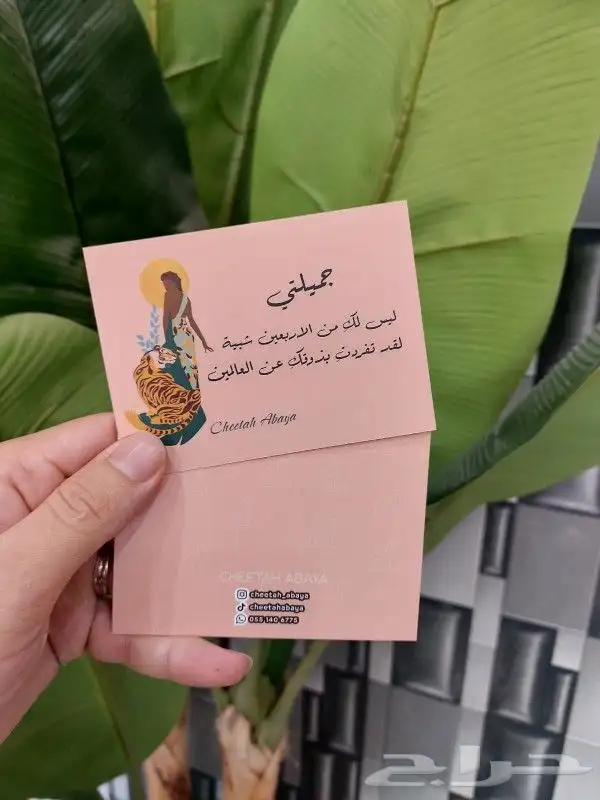 جميلتي
ليس لكِ من الاربعين شبيهة
لقد تفردتِ بذوقكِ عن العالمين
Cheetah Abaya
CHEETAH ABAYA
cheetah_abaya
cheetahabaya
055 140 6775
حراج